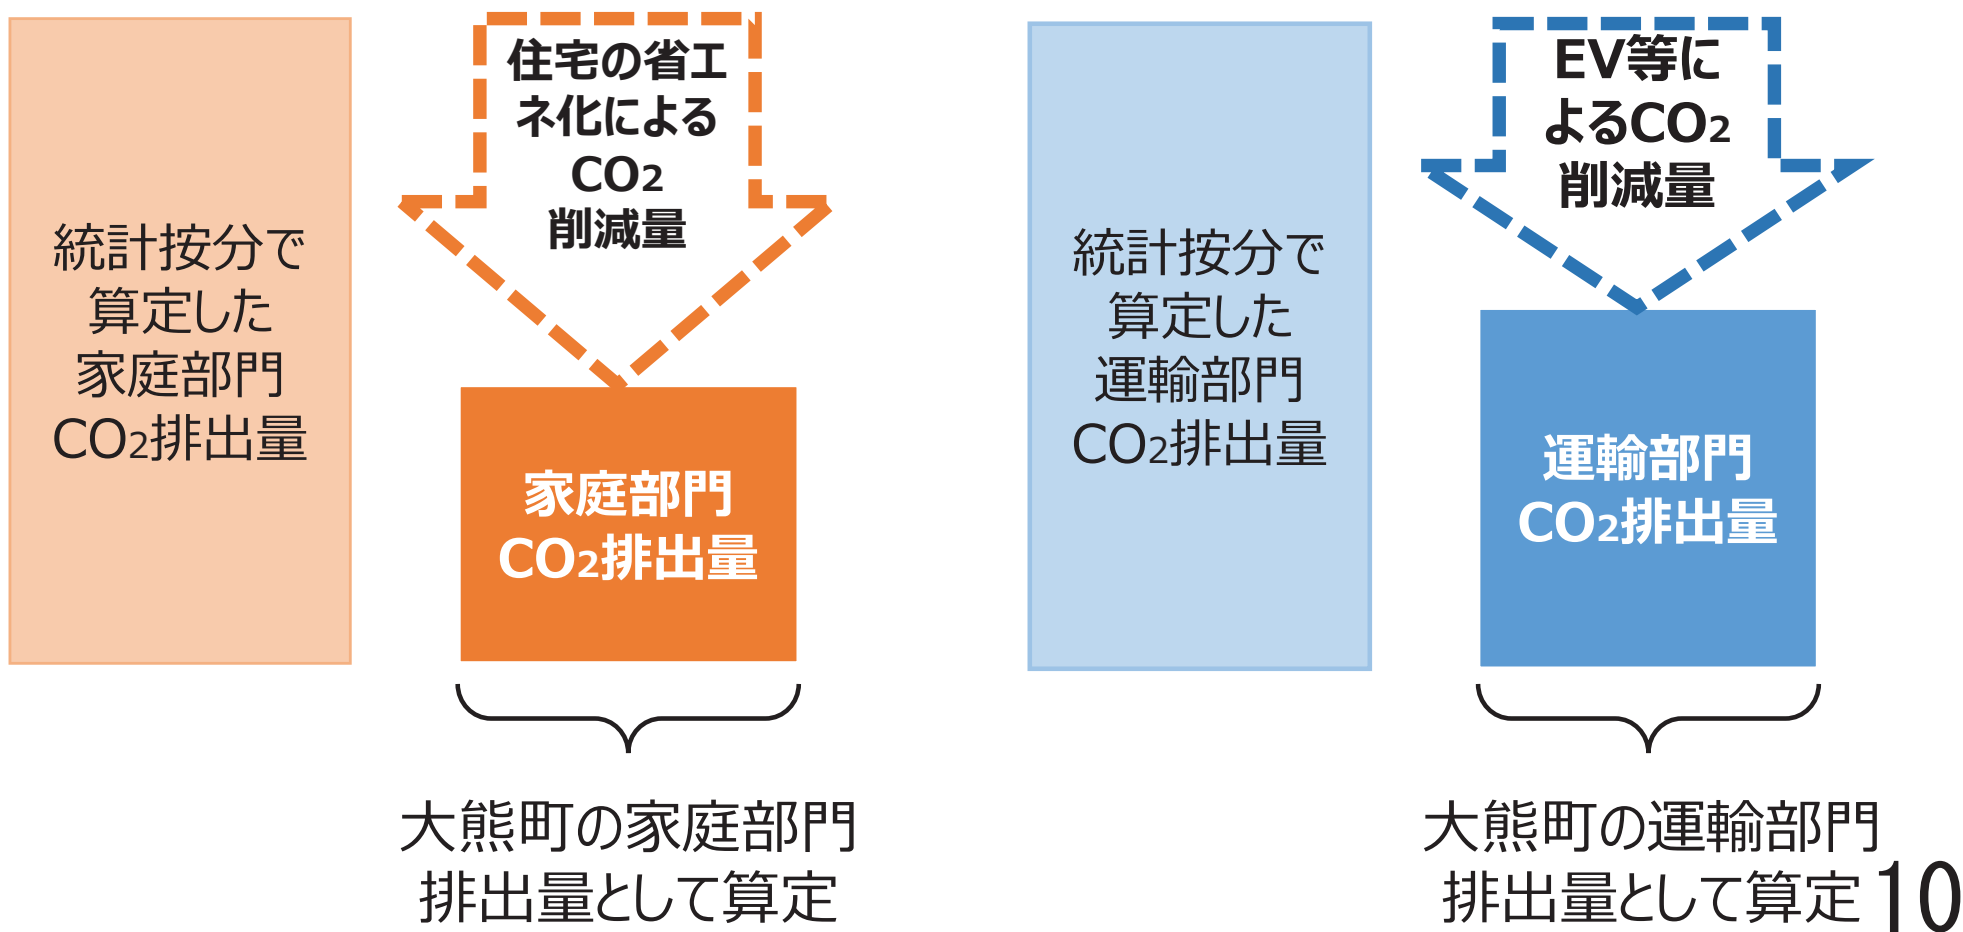 統計按分で
算定した
家庭部門
CO2排出量
住宅の省エ
ネ化による
CO2
削減量
家庭部門
CO2排出量
大熊町の家庭部門
排出量として算定
統計按分で
算定した
運輸部門
CO2排出量
EV等に
よるCO2
削減量
運輸部門
CO2排出量
大熊町の運輸部門
排出量として算定
10